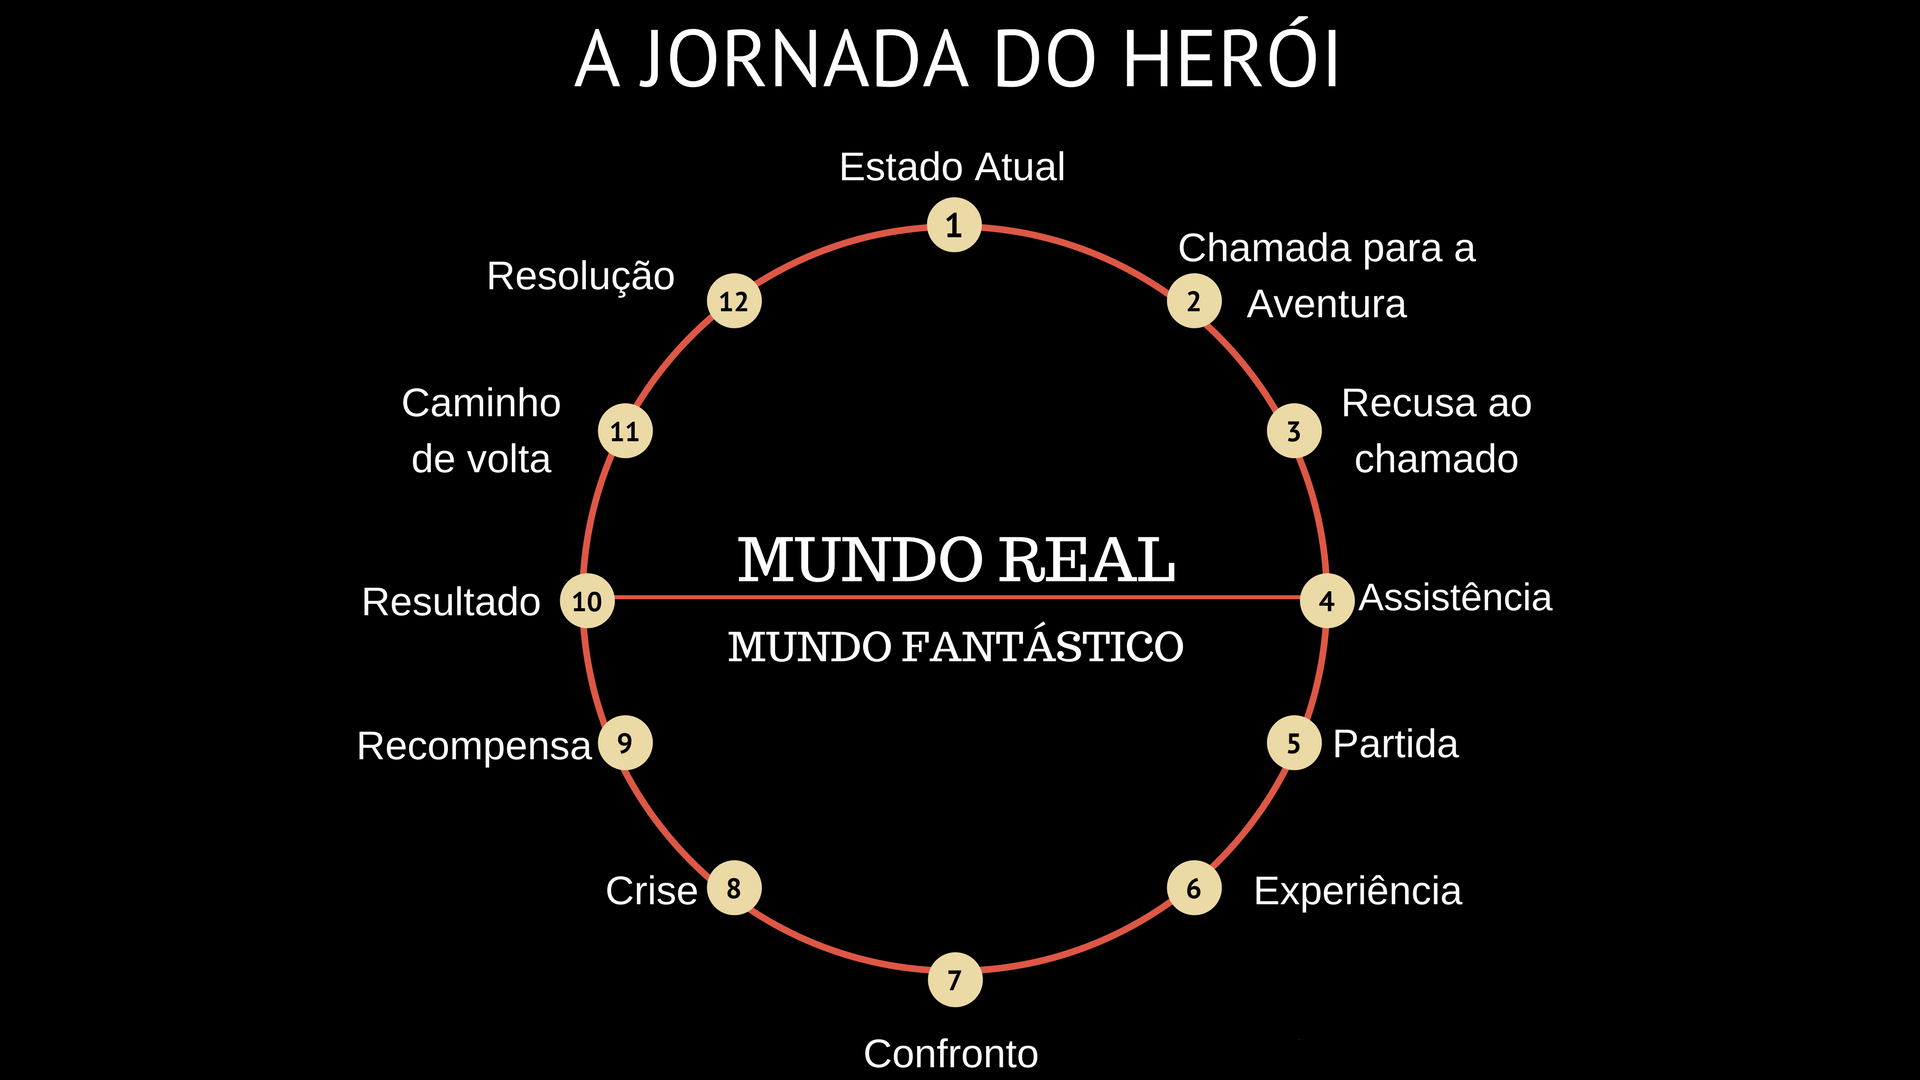 A JORNADA DO HERÓI
Estado Atual
1
Chamada para a
Aventura
2
Recusa ao
chamado
3
Assistência
4
Partida
5
Experiência
6
Confronto
7
Crise
8
Recompensa
9
Resultado
10
Caminho
de volta
11
Resolução
12
MUNDO REAL
MUNDO FANTÁSTICO